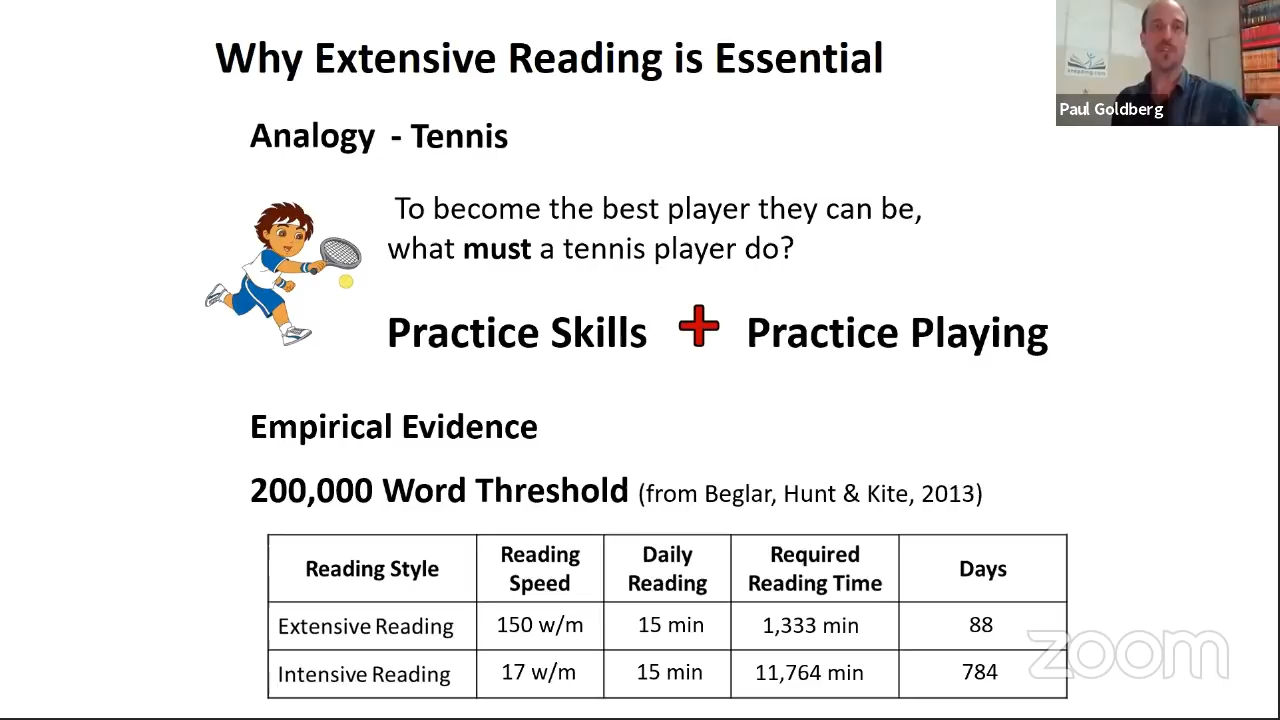 Why Extensive Reading is Essential
Paul Goldberg
Analogy - Tennis
To become the best player they can be,
what must a tennis player do?
Practice Skills + Practice Playing
Empirical Evidence
200,000 Word Threshold (from Beglar, Hunt & Kite, 2013)
Reading Style Reading Speed Daily Reading Required Reading Time Days
Extensive Reading 150 w/m 15 min 1,333 min 88
Intensive Reading 17 w/m 15 min 11,764 min 784
zoom